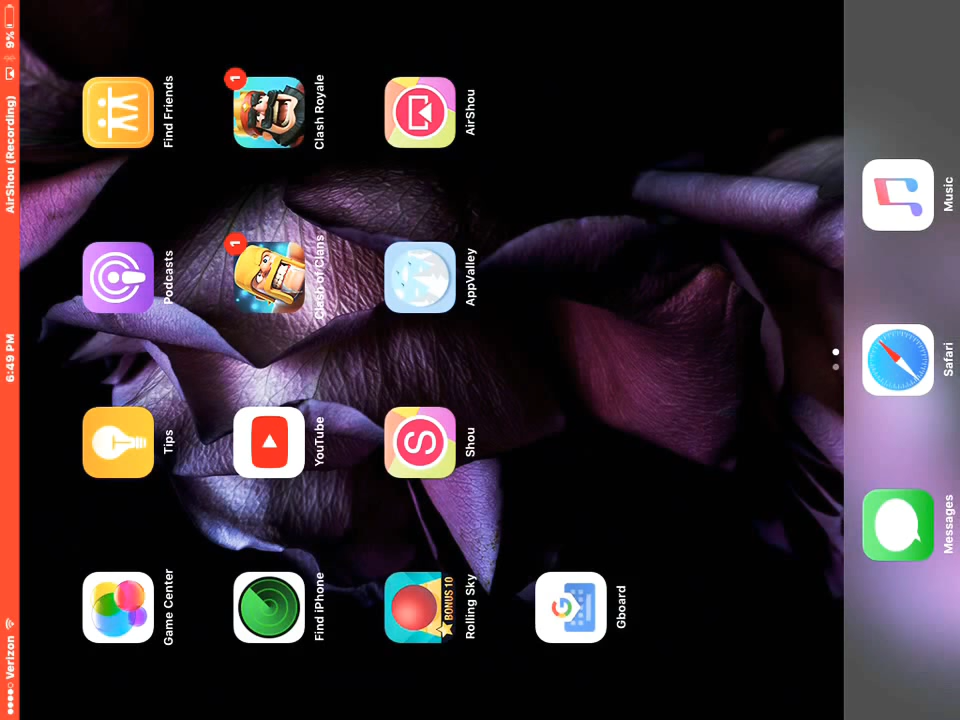 Verizon
6:49 PM
AirShou (Recording)
9%
Game Center
Tips
Podcasts
Find Friends
Find iPhone
YouTube
1
Clash of Clans
1
Clash Royale
BONUS 10
Rolling Sky
S
Shou
AppValley
AirShou
G
Gboard
Messages
Safari
Music